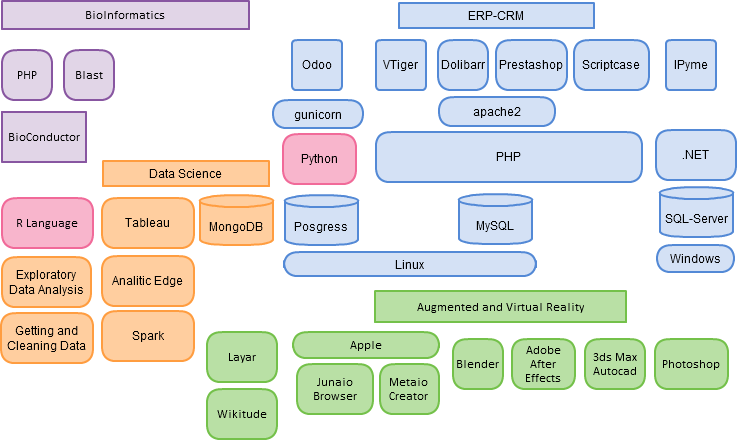 BioInformatics
ERP-CRM
PHP
Blast
Odoo
VTiger
Dolibarr
Prestashop
Scriptcase
IPyme
gunicorn
apache2
BioConductor
Python
PHP
.NET
Data Science
R Language
Tableau
MongoDB
Posgress
MySQL
SQL-Server
Linux
Windows
Exploratory
Data Analysis
Analitic Edge
Augmented and Virtual Reality
Getting and
Cleaning Data
Spark
Layar
Apple
Junaio
Browser
Metaio
Creator
Blender
Adobe
After
Effects
3ds Max
Autocad
Photoshop
Wikitude